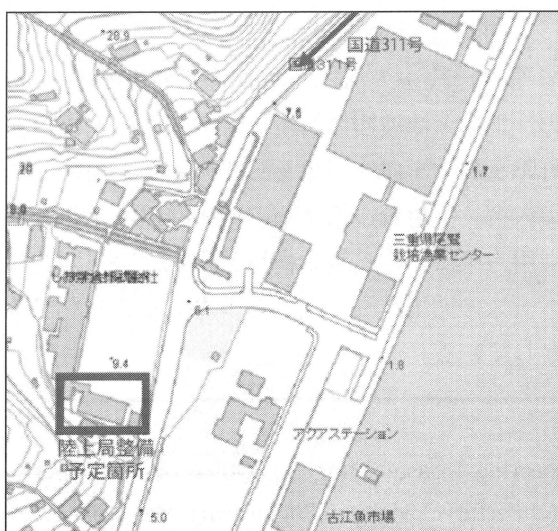 28.9
国道311号
国道311号
7.6
1.7
三重県尾鷲
栽培漁業センター
6.1
9.4
1.8
陸上局整備
予定箇所
アクアステーション
5.0
古江魚市場